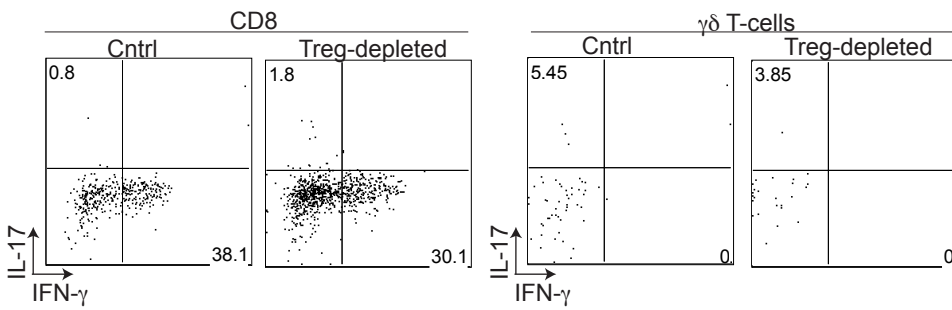 CD8
Cntrl
Treg-depleted
0.8
1.8
38.1
30.1
IL-17
IFN-γ
γδ T-cells
Cntrl
Treg-depleted
5.45
3.85
0
0
IL-17
IFN-γ